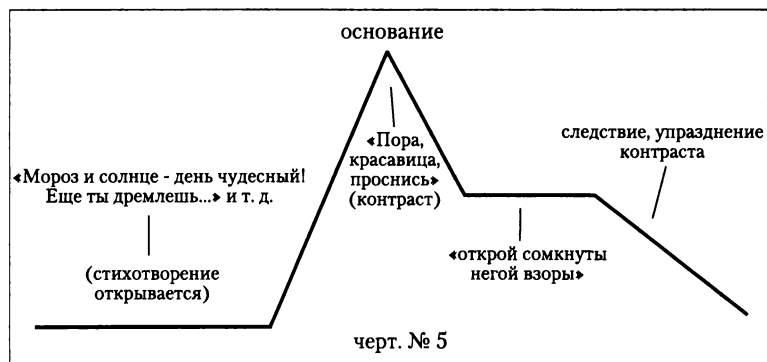 основание
«Мороз и солнце - день чудесный!
Еще ты дремлешь...» и т. д.
(стихотворение
открывается)
«Пора,
красавица,
проснись»
(контраст)
«открой сомкнуты
негой взоры»
следствие, упразднение
контраста
черт. № 5